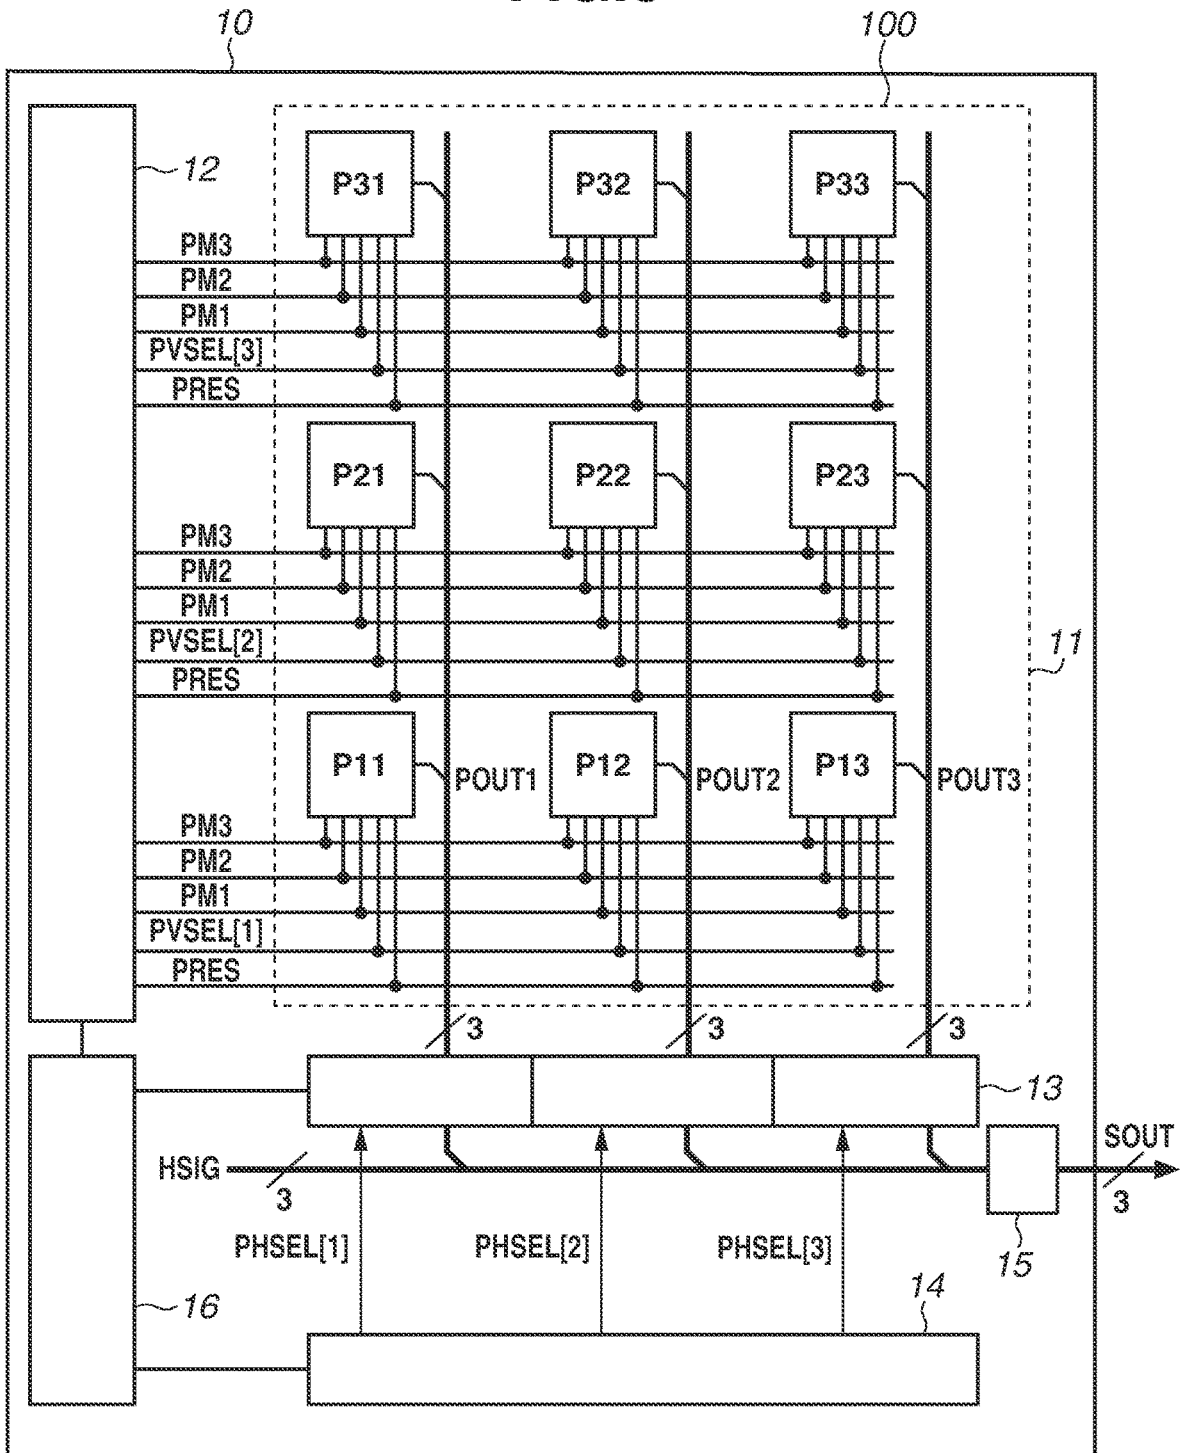 10
100
12
P31
P32
P33
PM3
PM2
PM1
PVSEL[3]
PRES
P21
P22
P23
PM3
PM2
PM1
PVSEL[2]
PRES
11
P11
POUT1
P12
POUT2
P13
POUT3
PM3
PM2
PM1
PVSEL[1]
PRES
3
3
3
13
HSIG
3
SOUT
3
PHSEL[1]
PHSEL[2]
PHSEL[3]
15
16
14